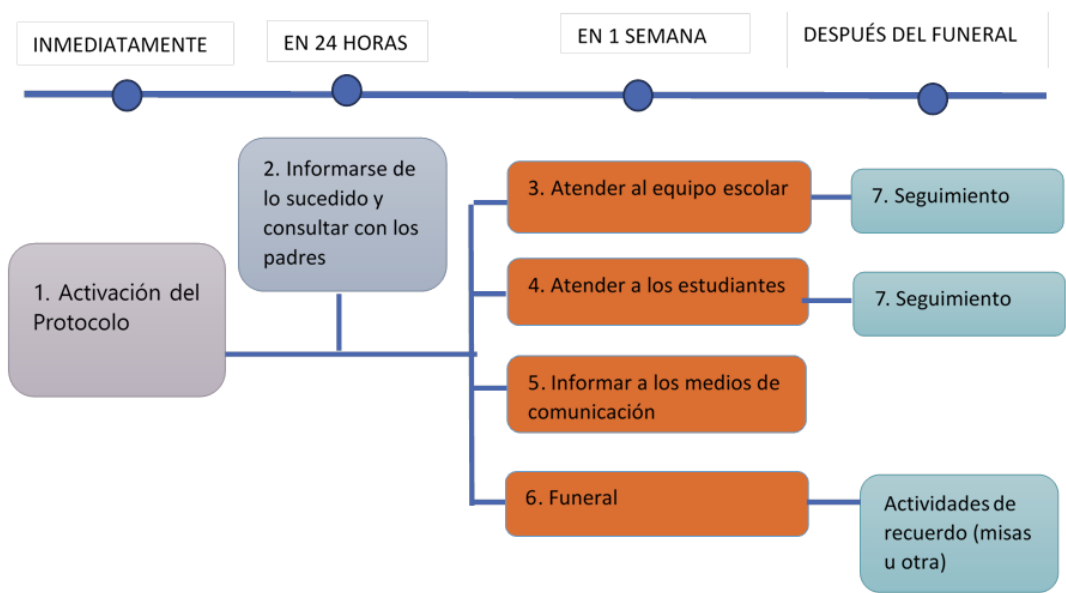 INMEDIATAMENTE
EN 24 HORAS
EN 1 SEMANA
DESPUÉS DEL FUNERAL
1. Activación del
Protocolo
2. Informarse de
lo sucedido y
consultar con los
padres
3. Atender al equipo escolar
7. Seguimiento
4. Atender a los estudiantes
7. Seguimiento
5. Informar a los medios de
comunicación
6. Funeral
Actividades de
recuerdo (misas
u otra)